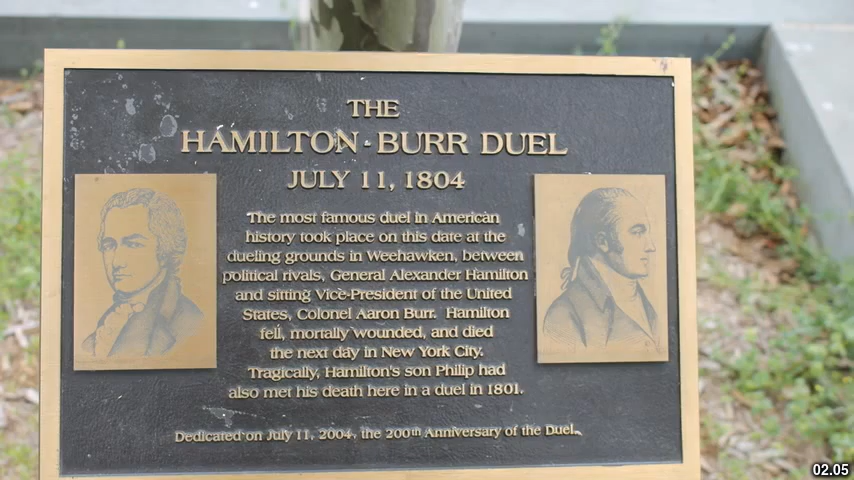 THE
HAMILTON - BURR DUEL
JULY 11, 1804
The most famous duel in American
history took place on this date at the
dueling grounds in Weehawken, between
political rivals, General Alexander Hamilton
and sitting Vice-President of the United
States, Colonel Aaron Burr. Hamilton
fell, mortally wounded, and died
the next day in New York City.
Tragically, Hamilton's son Philip had
also met his death here in a duel in 1801.
Dedicated on July 11, 2004, the 200th Anniversary of the Duel.
02.05